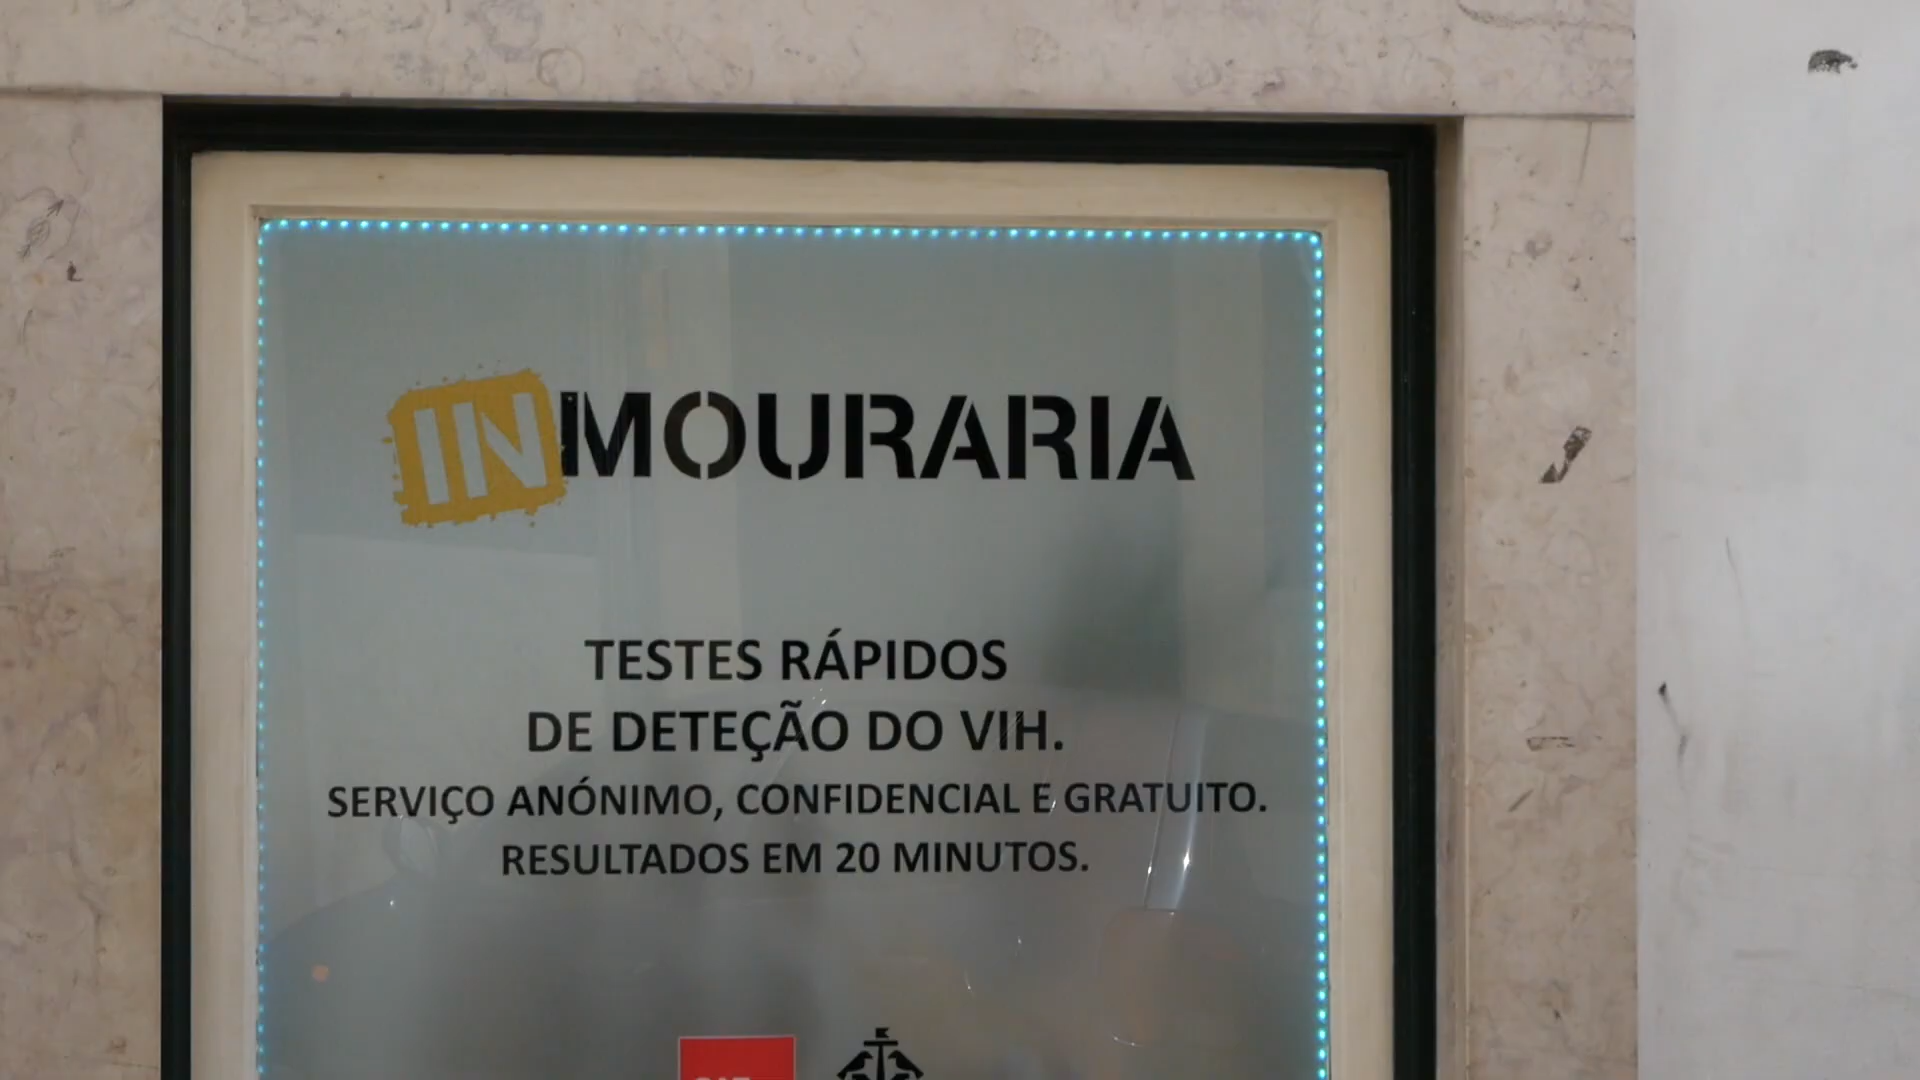 INMOURARIA
TESTES RÁPIDOS
DE DETEÇÃO DO VIH.
SERVIÇO ANÓNIMO, CONFIDENCIAL E GRATUITO.
RESULTADOS EM 20 MINUTOS.